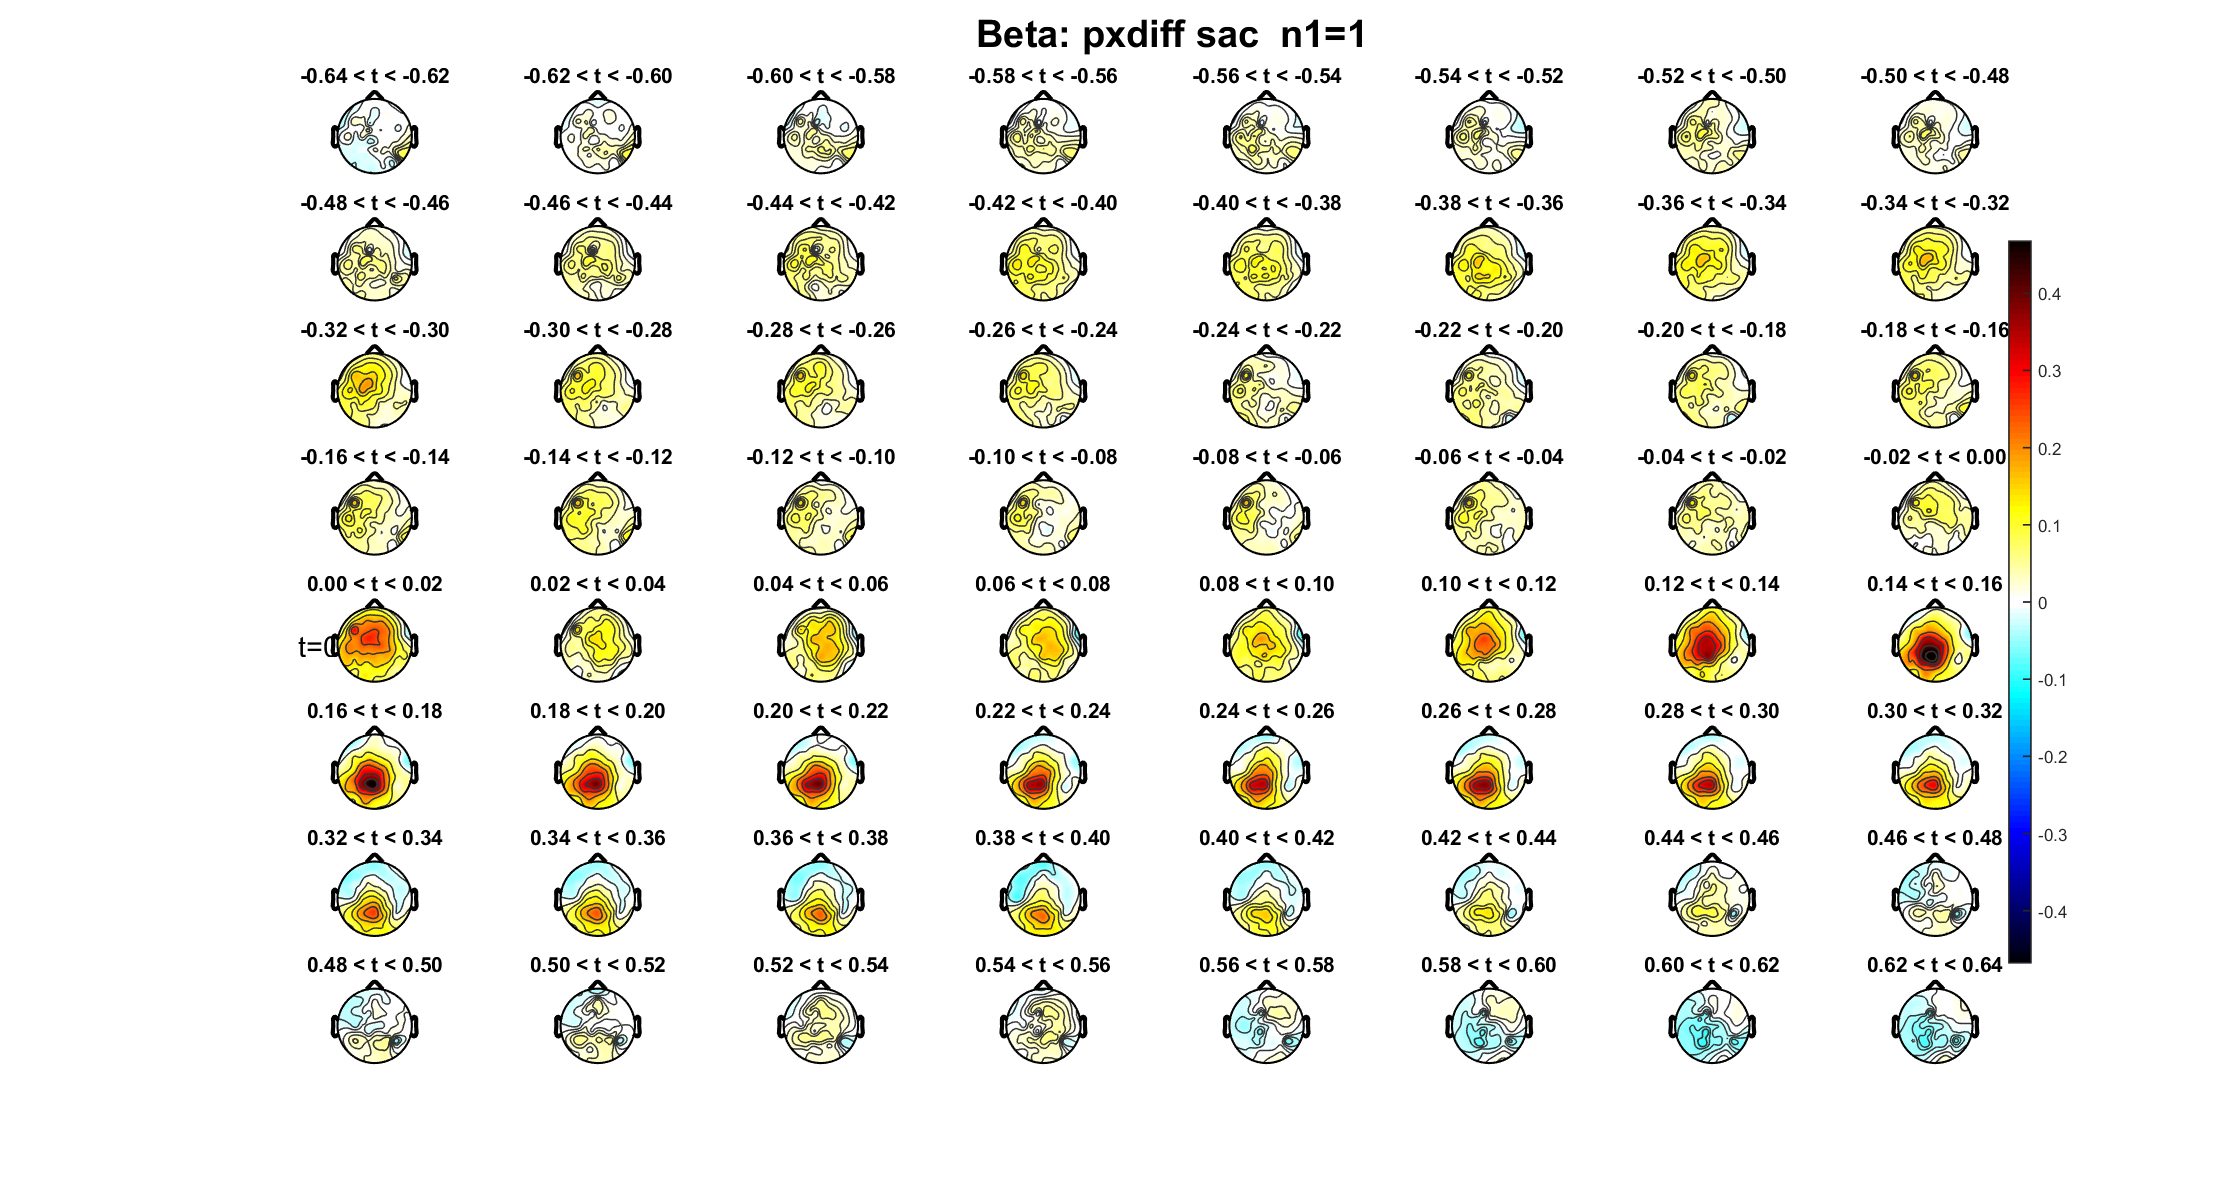 Beta: pxdiff sac  n1=1
-0.64 < t < -0.62 -0.62 < t < -0.60 -0.60 < t < -0.58 -0.58 < t < -0.56 -0.56 < t < -0.54 -0.54 < t < -0.52 -0.52 < t < -0.50 -0.50 < t < -0.48
-0.48 < t < -0.46 -0.46 < t < -0.44 -0.44 < t < -0.42 -0.42 < t < -0.40 -0.40 < t < -0.38 -0.38 < t < -0.36 -0.36 < t < -0.34 -0.34 < t < -0.32
0.4
-0.32 < t < -0.30 -0.30 < t < -0.28 -0.28 < t < -0.26 -0.26 < t < -0.24 -0.24 < t < -0.22 -0.22 < t < -0.20 -0.20 < t < -0.18 -0.18 < t < -0.16
0.3
0.2
-0.16 < t < -0.14 -0.14 < t < -0.12 -0.12 < t < -0.10 -0.10 < t < -0.08 -0.08 < t < -0.06 -0.06 < t < -0.04 -0.04 < t < -0.02 -0.02 < t < 0.00
0.1
0.00 < t < 0.02 0.02 < t < 0.04 0.04 < t < 0.06 0.06 < t < 0.08 0.08 < t < 0.10 0.10 < t < 0.12 0.12 < t < 0.14 0.14 < t < 0.16
0
t=0
-0.1
0.16 < t < 0.18 0.18 < t < 0.20 0.20 < t < 0.22 0.22 < t < 0.24 0.24 < t < 0.26 0.26 < t < 0.28 0.28 < t < 0.30 0.30 < t < 0.32
-0.2
0.32 < t < 0.34 0.34 < t < 0.36 0.36 < t < 0.38 0.38 < t < 0.40 0.40 < t < 0.42 0.42 < t < 0.44 0.44 < t < 0.46 0.46 < t < 0.48
-0.3
-0.4
0.48 < t < 0.50 0.50 < t < 0.52 0.52 < t < 0.54 0.54 < t < 0.56 0.56 < t < 0.58 0.58 < t < 0.60 0.60 < t < 0.62 0.62 < t < 0.64